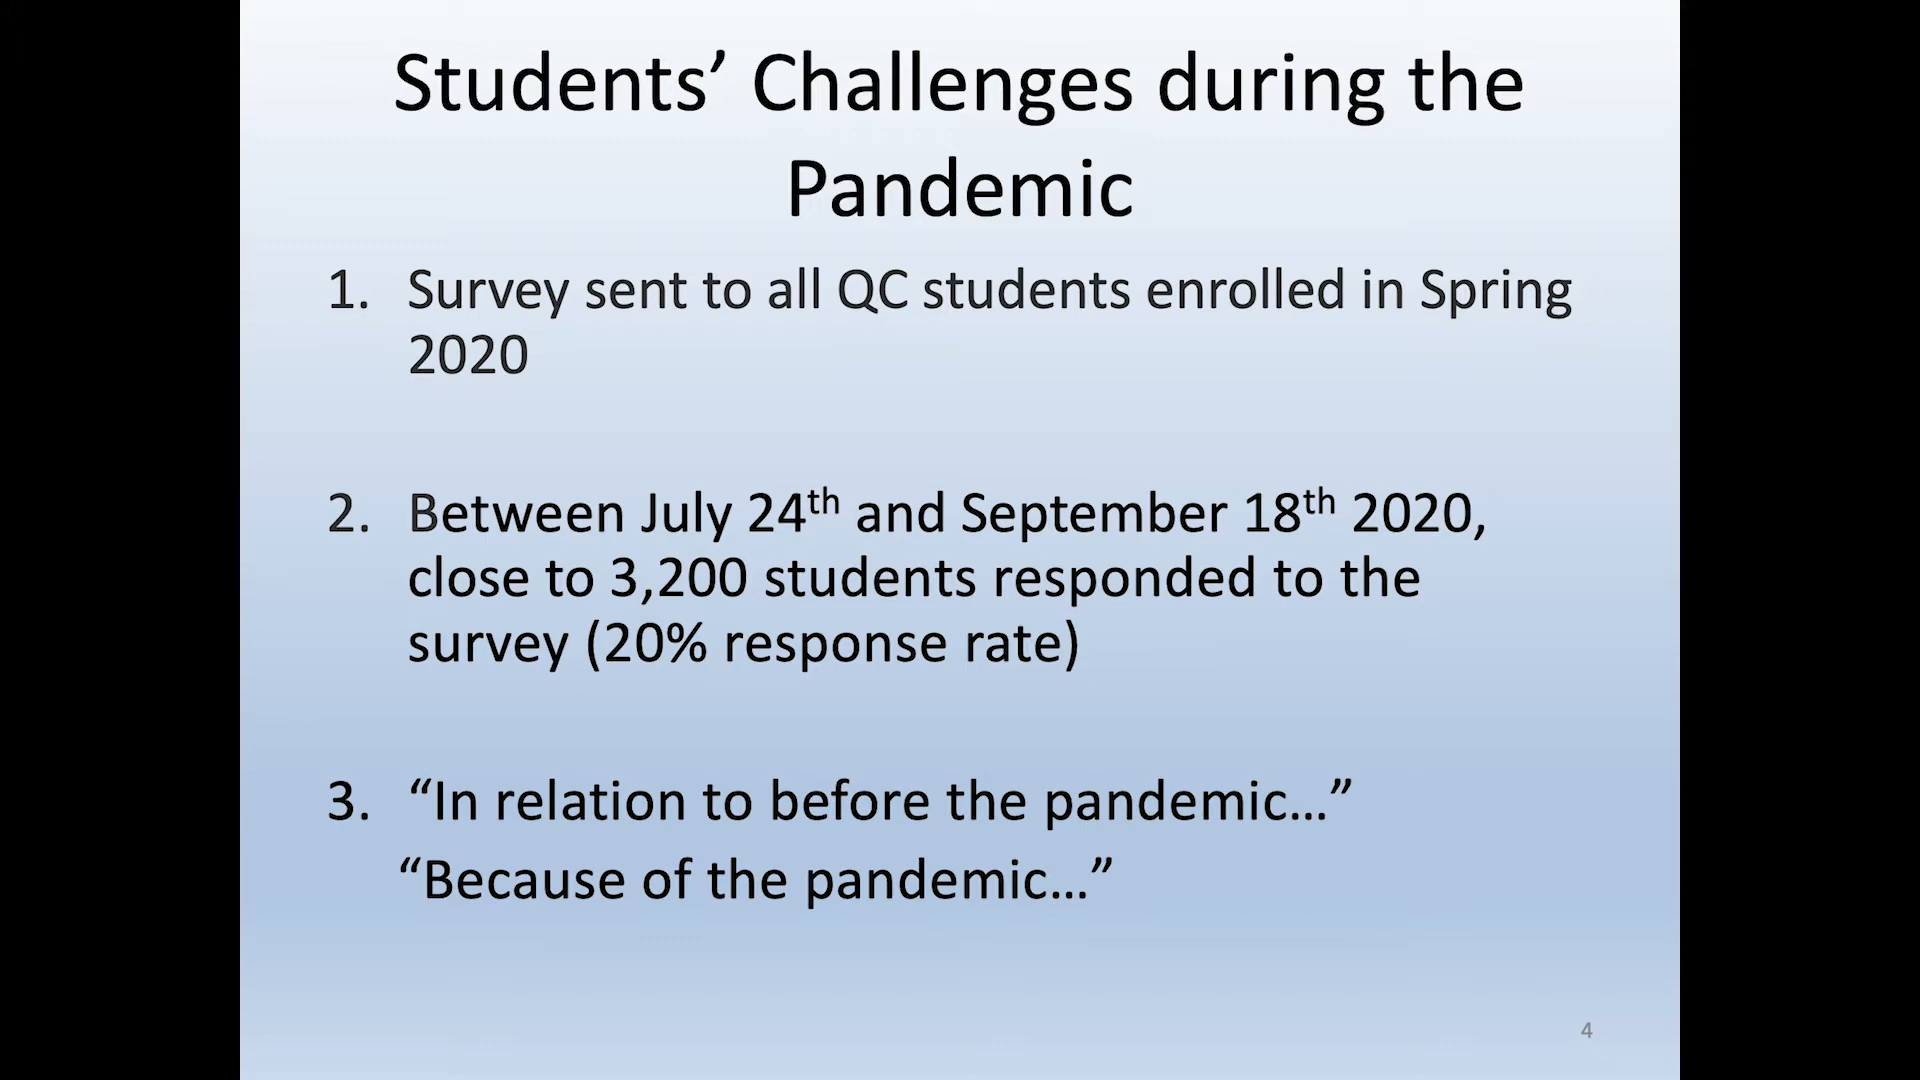 Students’ Challenges during the
Pandemic
1. Survey sent to all QC students enrolled in Spring
2020
2. Between July 24th and September 18th 2020,
close to 3,200 students responded to the
survey (20% response rate)
3. “In relation to before the pandemic…”
“Because of the pandemic…”
4